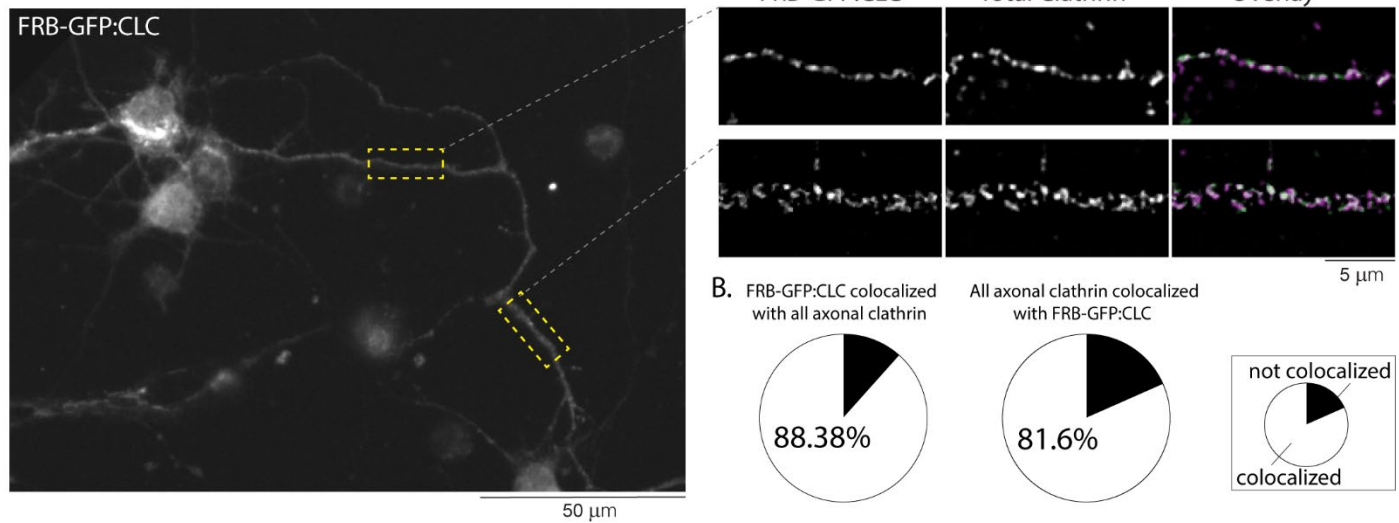 FRB-GFP:CLC
50 μm
5 μm
B.
FRB-GFP:CLC colocalized
with all axonal clathrin
88.38%
All axonal clathrin colocalized
with FRB-GFP:CLC
81.6%
not colocalized
colocalized